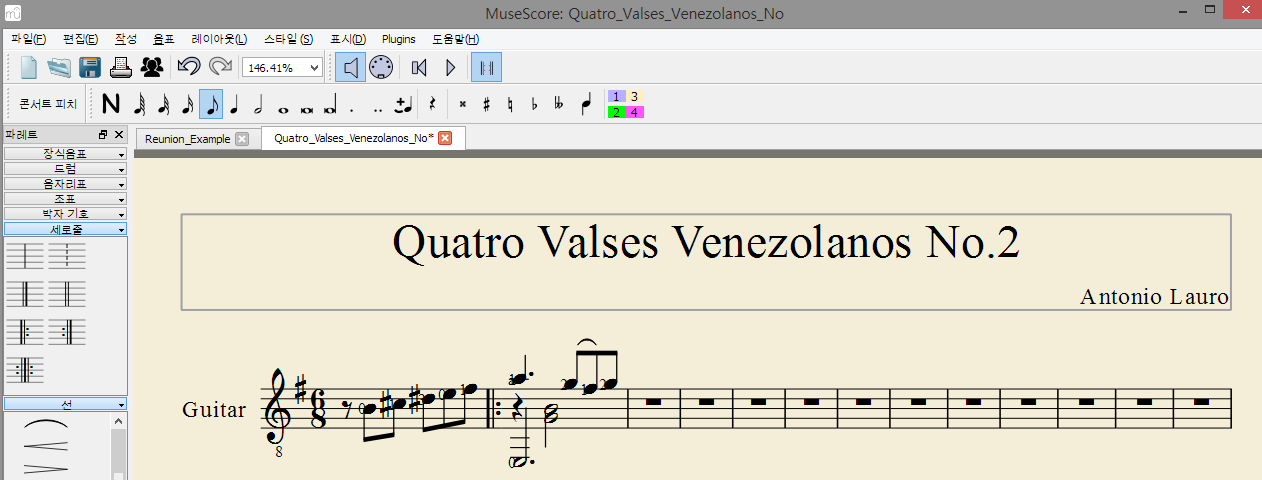 MuseScore: Quatro_Valses_Venezolanos_No
파일(F) 편집(E) 작성 음표 레이아웃(L) 스타일 (S) 표시(D) Plugins 도움말(H)
146.41%
콘서트 피치 N 1 3
2 4
파레트 Reunion_Example Quatro_Valses_Venezolanos_No*
장식음표
드럼
음자리표
조표
박자 기호
세로줄
선
Quatro Valses Venezolanos No.2
Antonio Lauro
Guitar 6
8
8